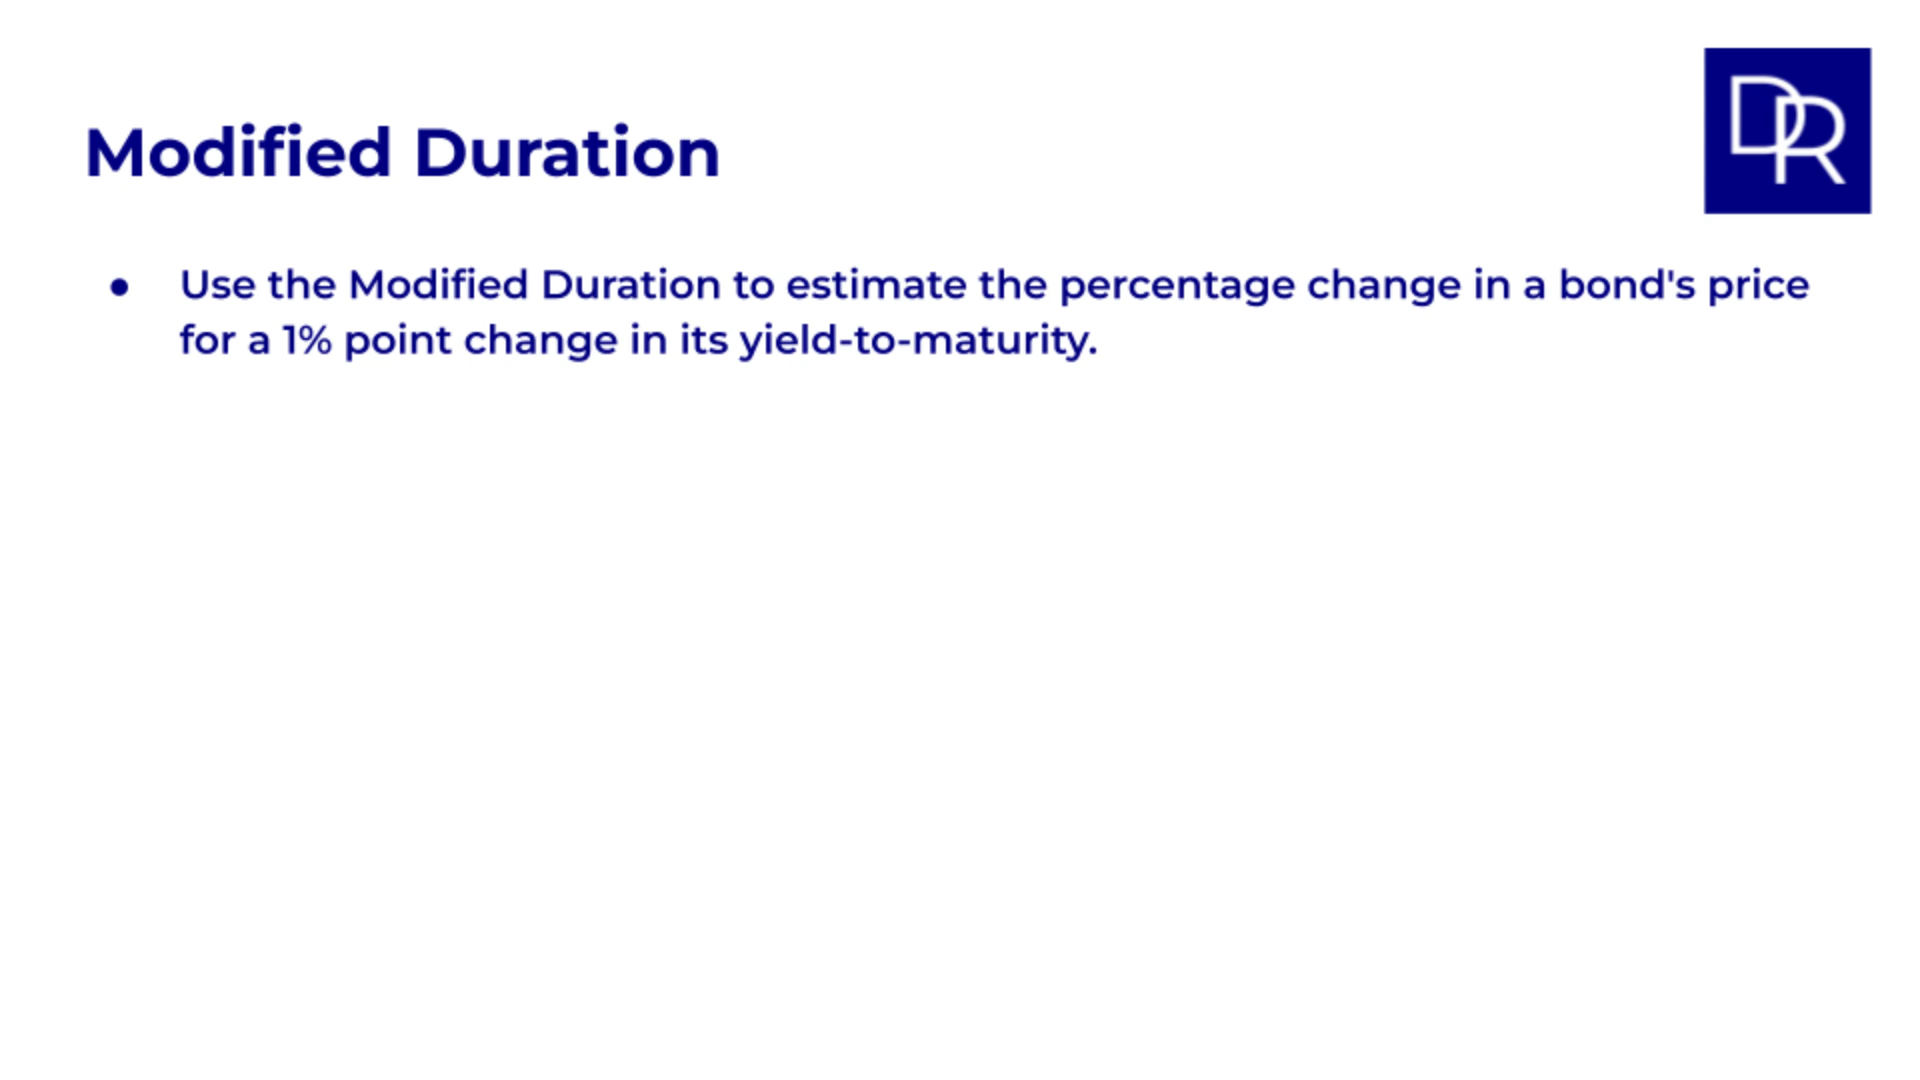 DR
Modified Duration
● Use the Modified Duration to estimate the percentage change in a bond's price
for a 1% point change in its yield-to-maturity.